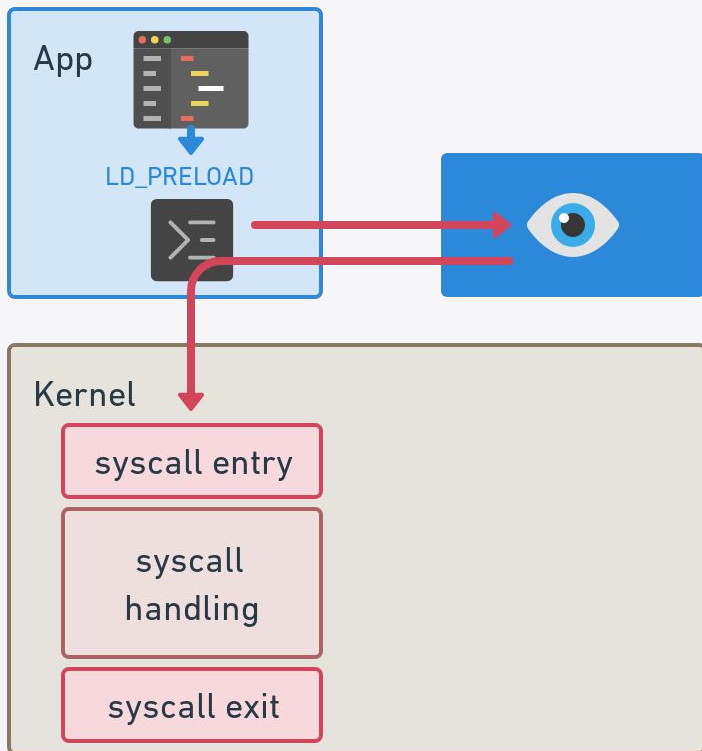 App
LD_PRELOAD
Kernel
syscall entry
syscall
handling
syscall exit